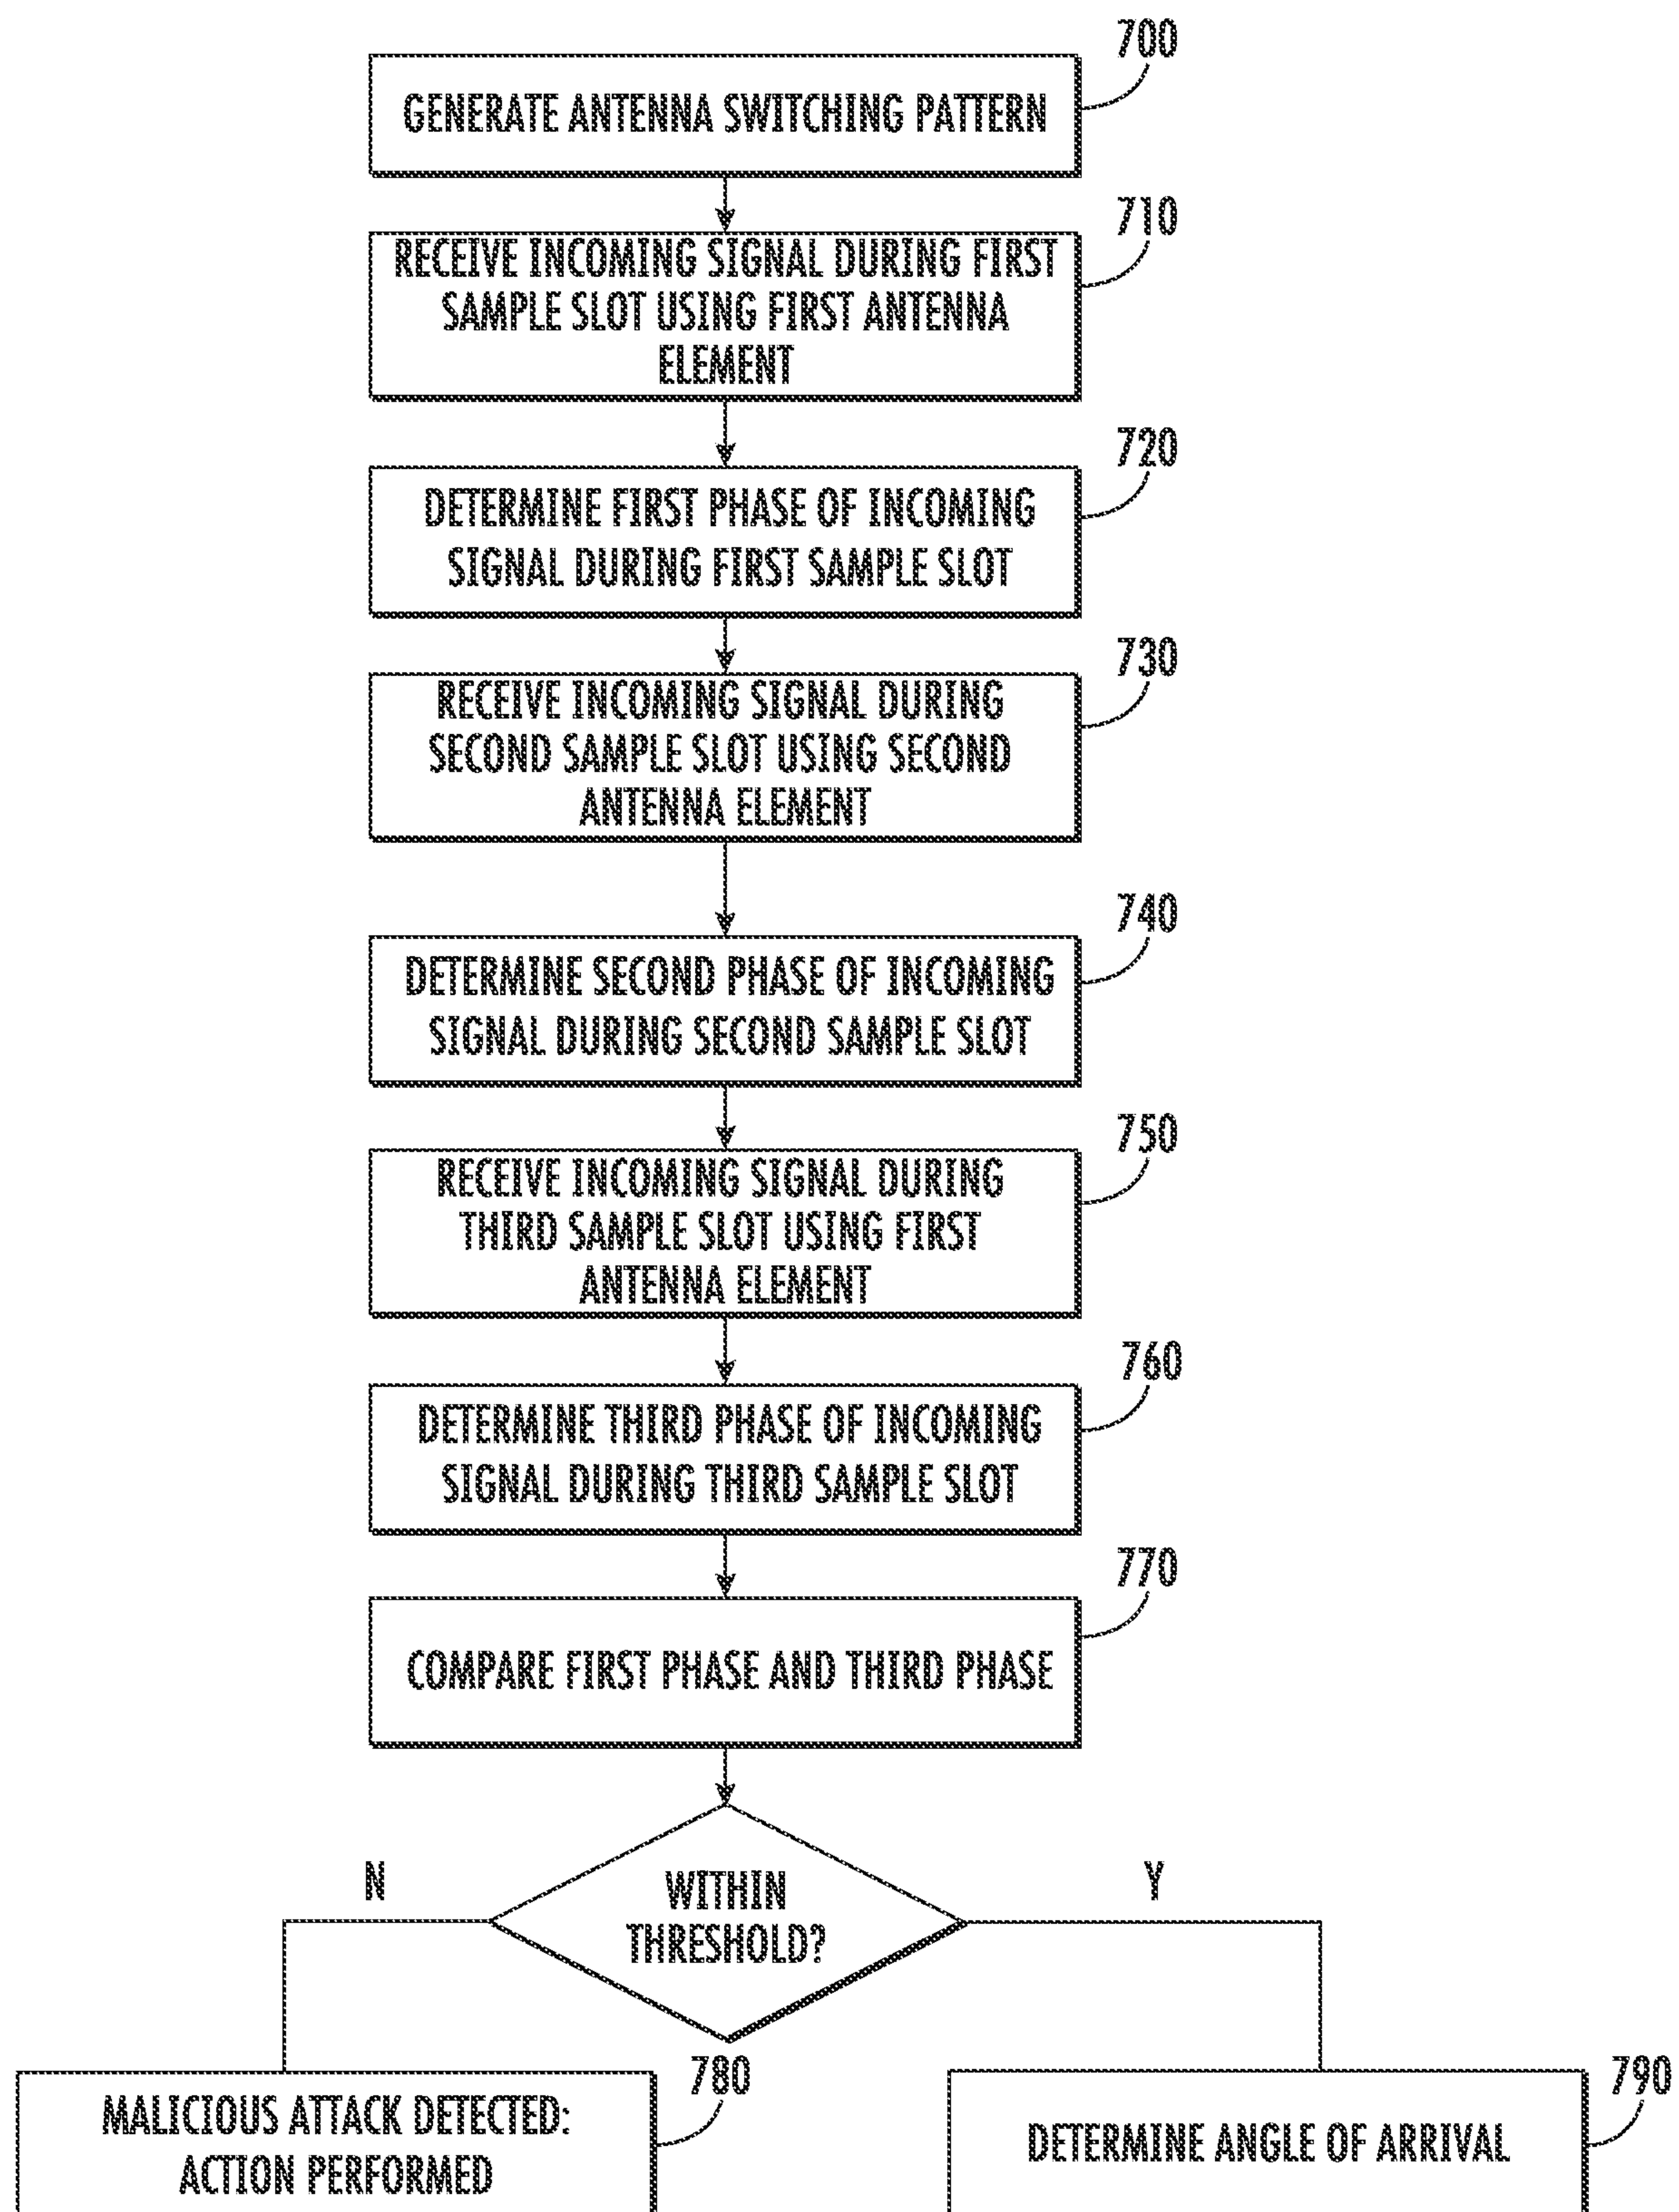 700
GENERATE ANTENNA SWITCHING PATTERN
710
RECEIVE INCOMING SIGNAL DURING FIRST
SAMPLE SLOT USING FIRST ANTENNA
ELEMENT
720
DETERMINE FIRST PHASE OF INCOMING
SIGNAL DURING FIRST SAMPLE SLOT
730
RECEIVE INCOMING SIGNAL DURING
SECOND SAMPLE SLOT USING SECOND
ANTENNA ELEMENT
740
DETERMINE SECOND PHASE OF INCOMING
SIGNAL DURING SECOND SAMPLE SLOT
750
RECEIVE INCOMING SIGNAL DURING
THIRD SAMPLE SLOT USING FIRST
ANTENNA ELEMENT
760
DETERMINE THIRD PHASE OF INCOMING
SIGNAL DURING THIRD SAMPLE SLOT
770
COMPARE FIRST PHASE AND THIRD PHASE
N
WITHIN
THRESHOLD?
Y
780
MALICIOUS ATTACK DETECTED:
ACTION PERFORMED
790
DETERMINE ANGLE OF ARRIVAL